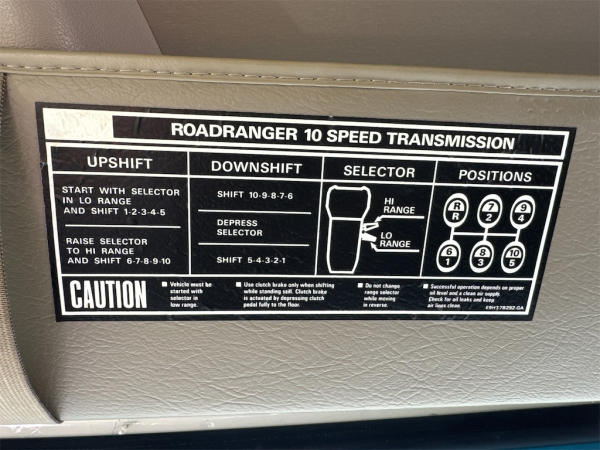 ROADRANGER 10 SPEED TRANSMISSION
UPSHIFT
START WITH SELECTOR
IN LO RANGE
AND SHIFT 1-2-3-4-5
RAISE SELECTOR
TO HI RANGE
AND SHIFT 6-7-8-9-10
DOWNSHIFT
SHIFT 10-9-8-7-6
DEPRESS
SELECTOR
SHIFT 5-4-3-2-1
SELECTOR
HI
RANGE
LO
RANGE
POSITIONS
R 7 9
R 2 4
6 8 10
1 3 5
CAUTION
Vehicle must be
started with
selector in
low range.
Use clutch brake only when shifting
while standing still. Clutch brake
is actuated by depressing clutch
pedal fully to the floor.
Do not change
range selector
while moving
in reverse.
Successful operation depends on proper
oil level and a clean air supply.
Check for oil leaks and keep
air lines clean.
E9HT-7B292-GA